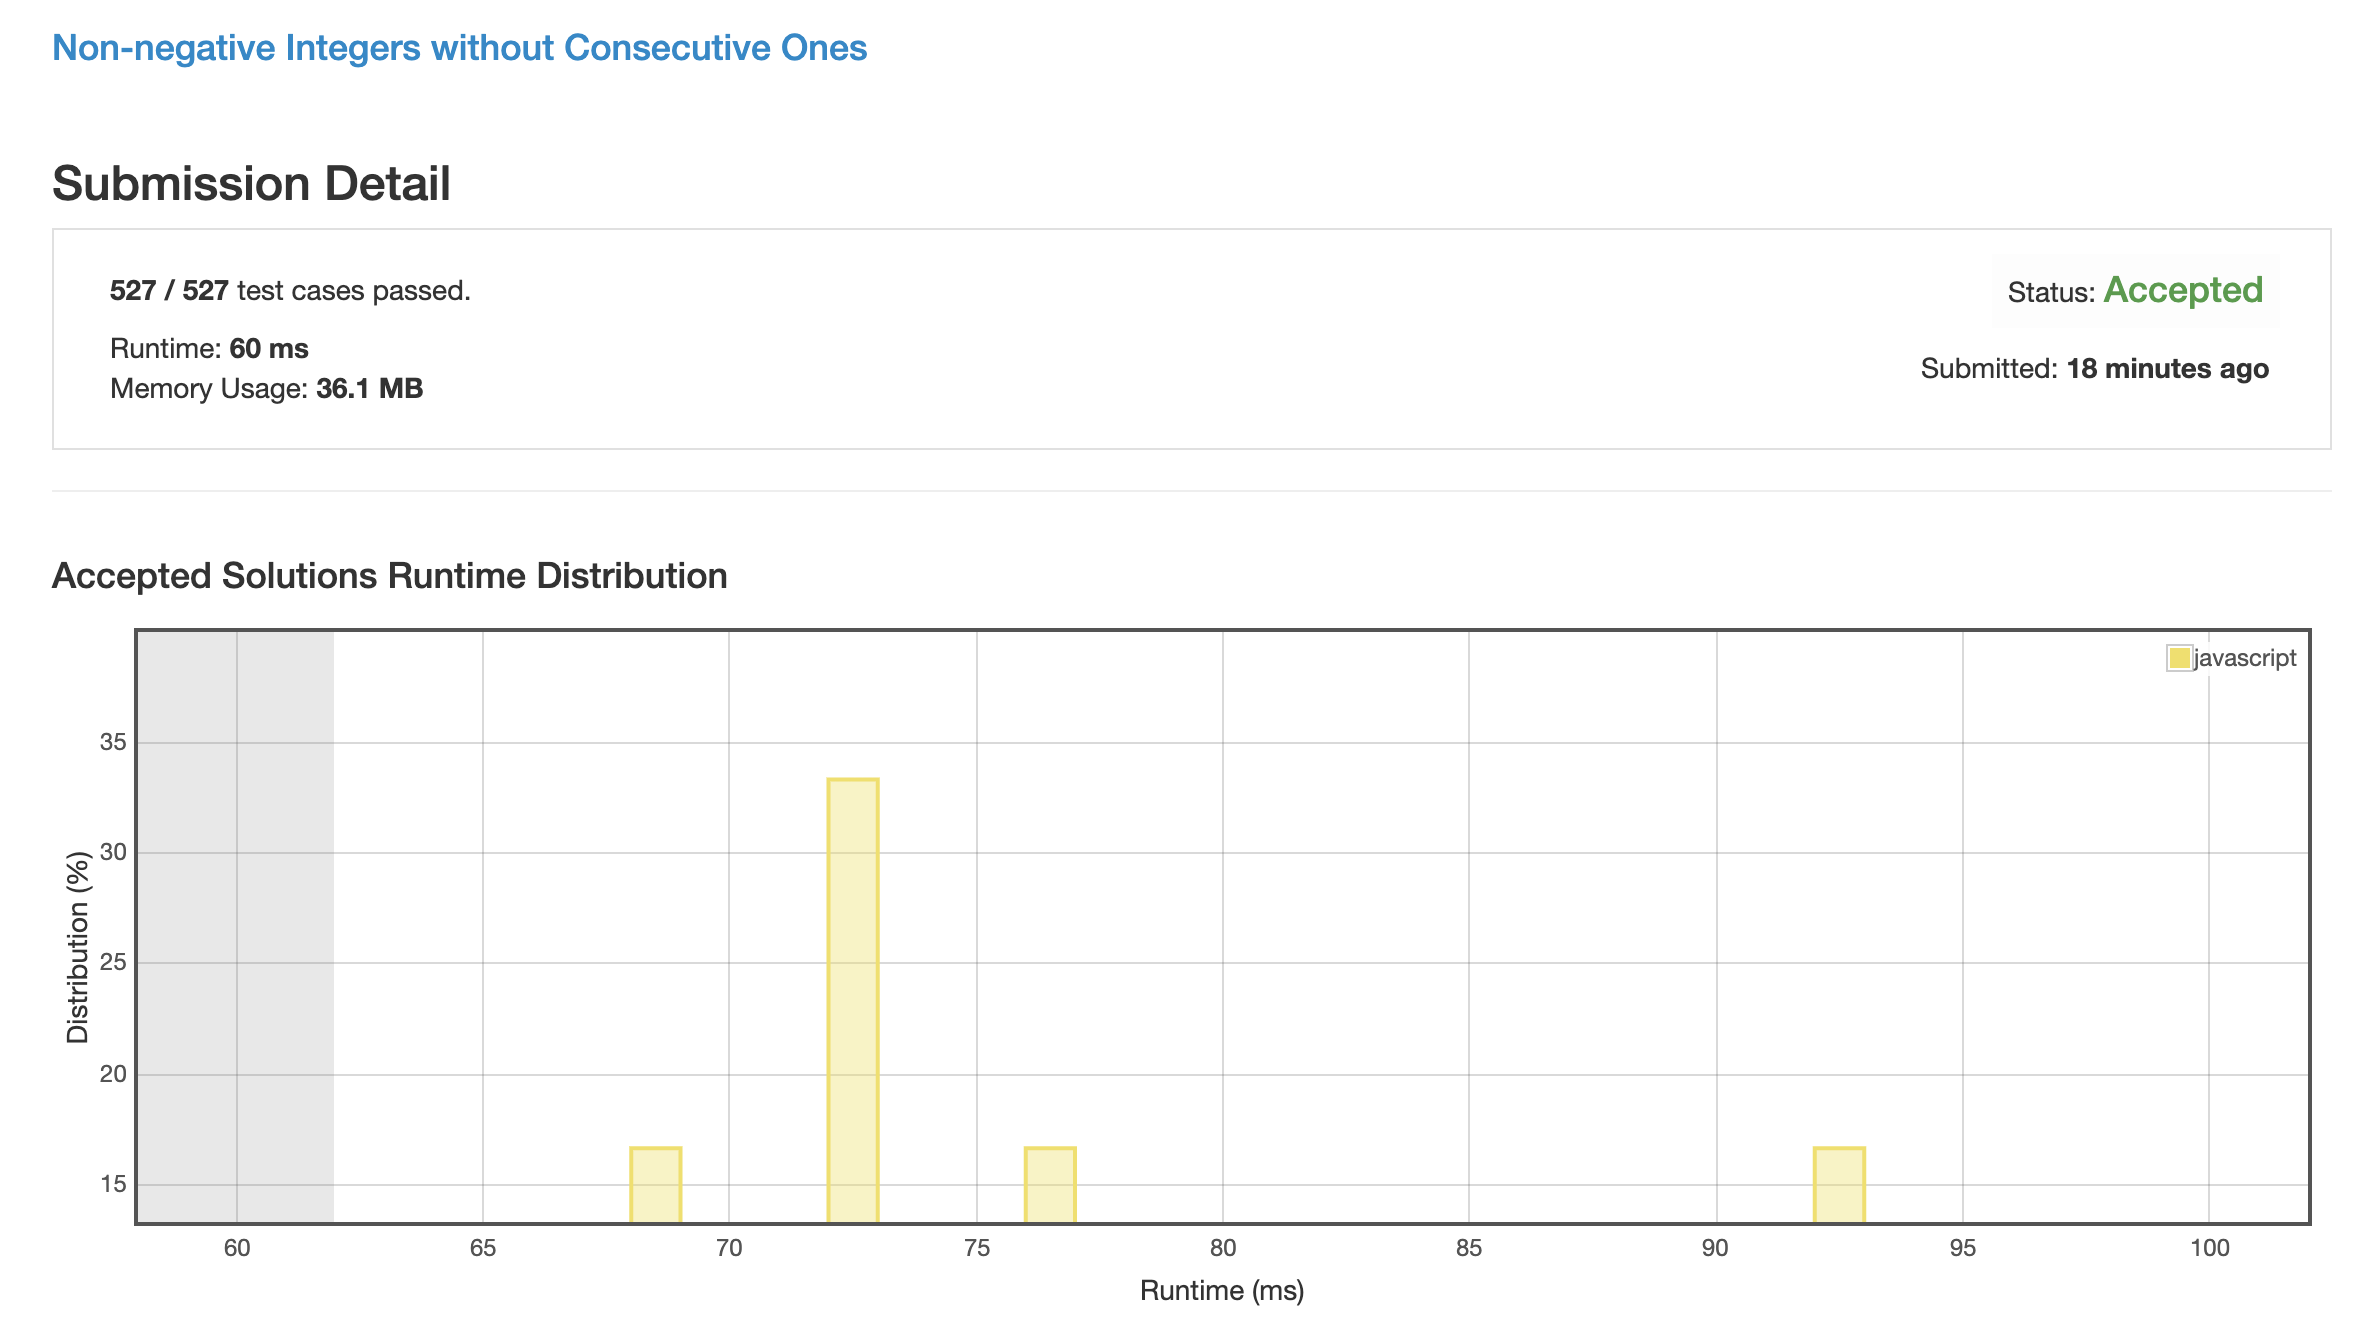 Non-negative Integers without Consecutive Ones
Submission Detail
527 / 527 test cases passed.
Status: Accepted
Runtime: 60 ms
Memory Usage: 36.1 MB
Submitted: 18 minutes ago
Accepted Solutions Runtime Distribution
javascript
35
30
25
20
15
Distribution (%)
60 65 70 75 80 85 90 95 100
Runtime (ms)